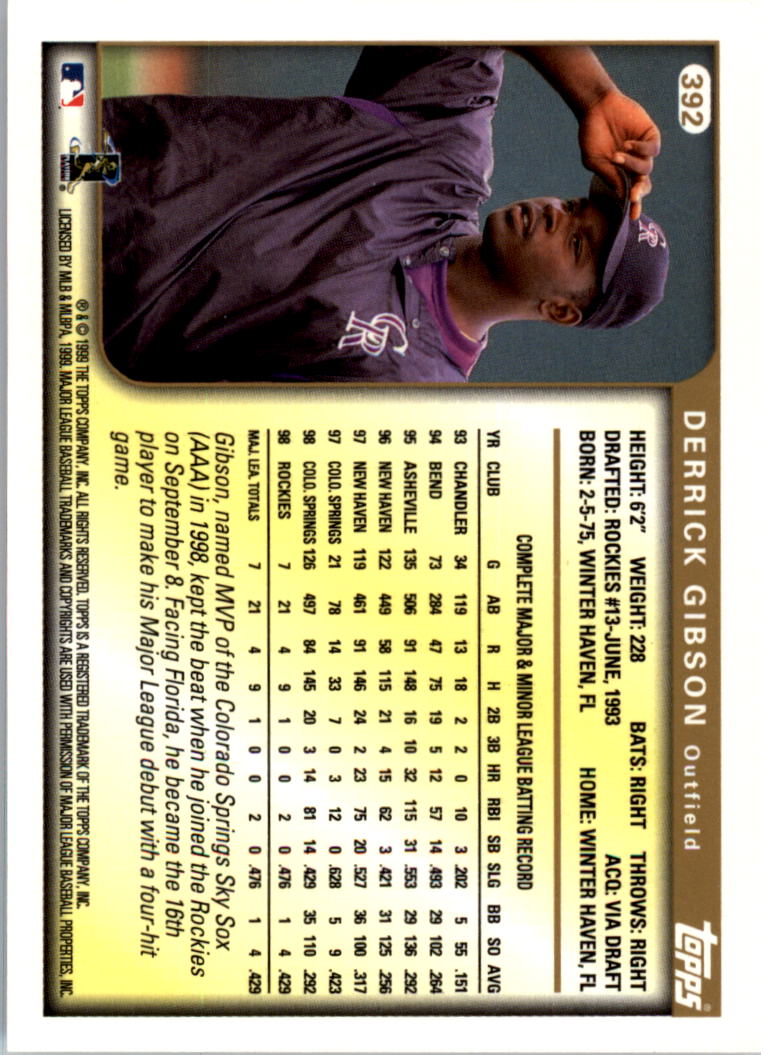 392
DERRICK GIBSON Outfield
topps®
HEIGHT: 6'2" WEIGHT: 228 BATS: RIGHT THROWS: RIGHT
DRAFTED: ROCKIES #13-JUNE, 1993 ACQ: VIA DRAFT
BORN: 2-5-75, WINTER HAVEN, FL HOME: WINTER HAVEN, FL
COMPLETE MAJOR & MINOR LEAGUE BATTING RECORD
YR CLUB G AB R H 2B 3B HR RBI SB SLG BB SO AVG
93 CHANDLER 34 119 13 18 2 2 0 10 3 .202 5 55 .151
94 BEND 73 284 47 75 19 5 12 57 14 .493 29 102 .264
95 ASHEVILLE 135 506 91 148 16 10 32 115 31 .553 29 136 .292
96 NEW HAVEN 122 449 58 115 21 4 15 62 3 .421 31 125 .256
97 NEW HAVEN 119 461 91 146 24 2 23 75 20 .527 36 100 .317
97 COLO. SPRINGS 21 78 14 33 7 0 3 12 0 .628 5 9 .423
98 COLO. SPRINGS 126 497 84 145 20 3 14 81 14 .429 35 110 .292
98 ROCKIES 7 21 4 9 1 0 0 2 0 .476 1 4 .429
MAJ. LEA. TOTALS 7 21 4 9 1 0 0 2 0 .476 1 4 .429
Gibson, named MVP of the Colorado Springs Sky Sox
(AAA) in 1998, kept the beat when he joined the Rockies
on September 8. Facing Florida, he became the 16th
player to make his Major League debut with a four-hit
game.
® & © 1999 THE TOPPS COMPANY, INC. ALL RIGHTS RESERVED. TOPPS IS A REGISTERED TRADEMARK OF THE TOPPS COMPANY, INC.
LICENSED BY MLB & MLBPA, 1999. MAJOR LEAGUE BASEBALL TRADEMARKS AND COPYRIGHTS ARE USED WITH PERMISSION OF MAJOR LEAGUE BASEBALL PROPERTIES, INC.